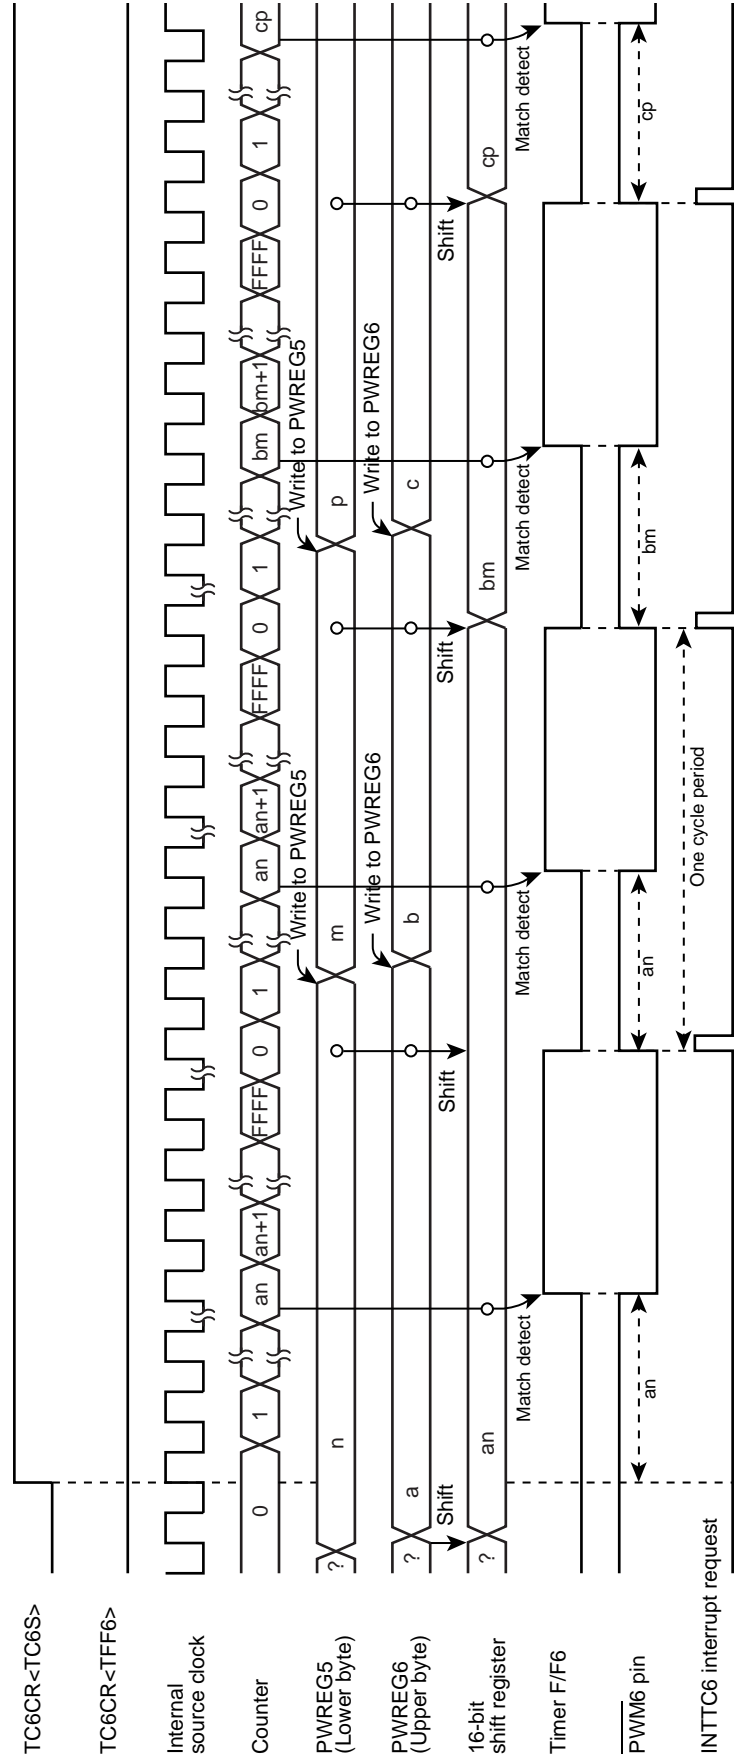 TC6CR<TC6S>
TC6CR<TFF6>
Internal
source clock
Counter
0 1 an an+1 FFFF 0 1 an an+1 FFFF 0 1 bm bm+1 FFFF 0 1 cp
Write to PWREG5
Write to PWREG5
PWREG5
(Lower byte)
? n m p
Write to PWREG6
Write to PWREG6
PWREG6
(Upper byte)
? a b c
Shift
Shift
Shift
Shift
16-bit
shift register
? an bm cp
Match detect
Match detect
Match detect
Match detect
Timer F/F6
PWM6 pin
an
an
bm
cp
One cycle period
INTTC6 interrupt request